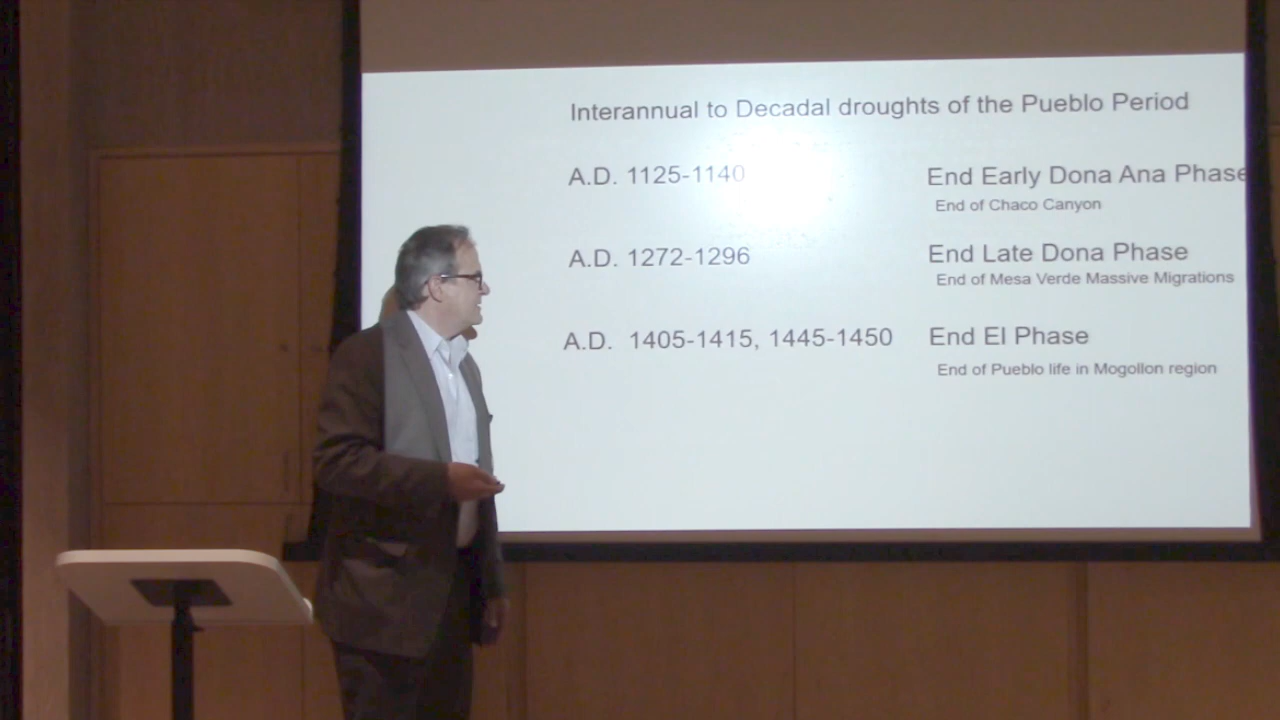 Interannual to Decadal droughts of the Pueblo Period
A.D. 1125-1140 End Early Dona Ana Phase
End of Chaco Canyon
A.D. 1272-1296 End Late Dona Phase
End of Mesa Verde Massive Migrations
A.D. 1405-1415, 1445-1450 End El Phase
End of Pueblo life in Mogollon region